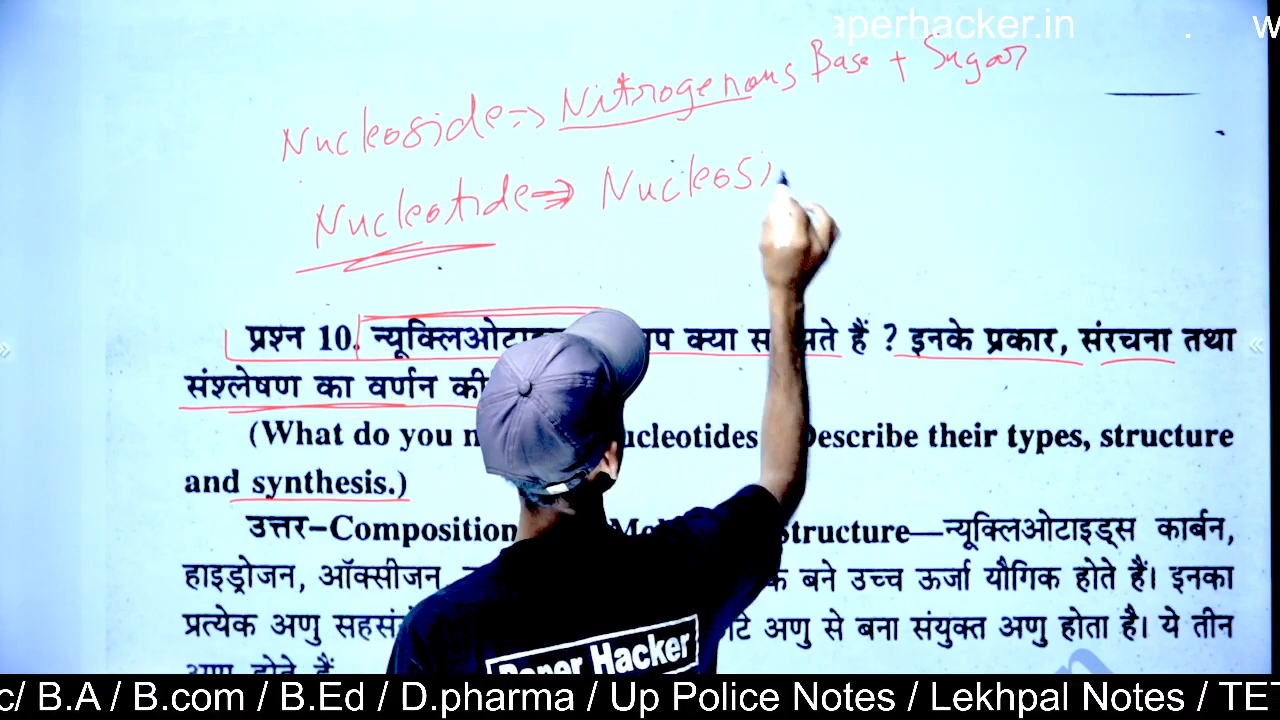 perhacker.in
Nucleoside => Nitrogenous Base + Sugar
Nucleotide => Nucleosi
प्रश्न 10. न्यूक्लिओटा क्या स ते हैं ? इनके प्रकार, संरचना तथा
संश्लेषण का वर्णन की
(What do you ucleotides Describe their types, structure
and synthesis.)
उत्तर–Composition tructure—न्यूक्लिओटाइड्स कार्बन,
हाइड्रोजन, ऑक्सीजन, बने उच्च ऊर्जा यौगिक होते हैं। इनका
प्रत्येक अणु सहसं अणु से बना संयुक्त अणु होता है। ये तीन
Paper Hacker
c/ B.A / B.com / B.Ed / D.pharma / Up Police Notes / Lekhpal Notes / TET